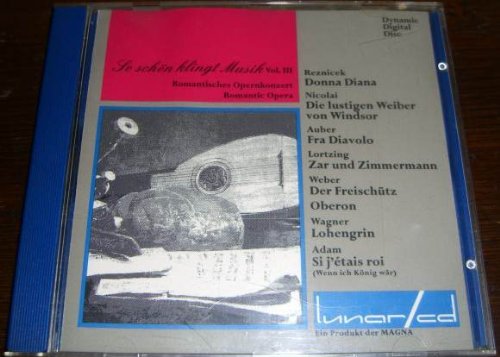 So schön klingt Musik Vol. III
Romantisches Opernkonzert
Romantic Opera
Dynamic
Digital
Disc
Reznicek
Donna Diana
Nicolai
Die lustigen Weiber
von Windsor
Auber
Fra Diavolo
Lortzing
Zar und Zimmermann
Weber
Der Freischütz
Oberon
Wagner
Lohengrin
Adam
Si j'étais roi
(Wenn ich König wär)
lunar/cd
Ein Produkt der MAGNA